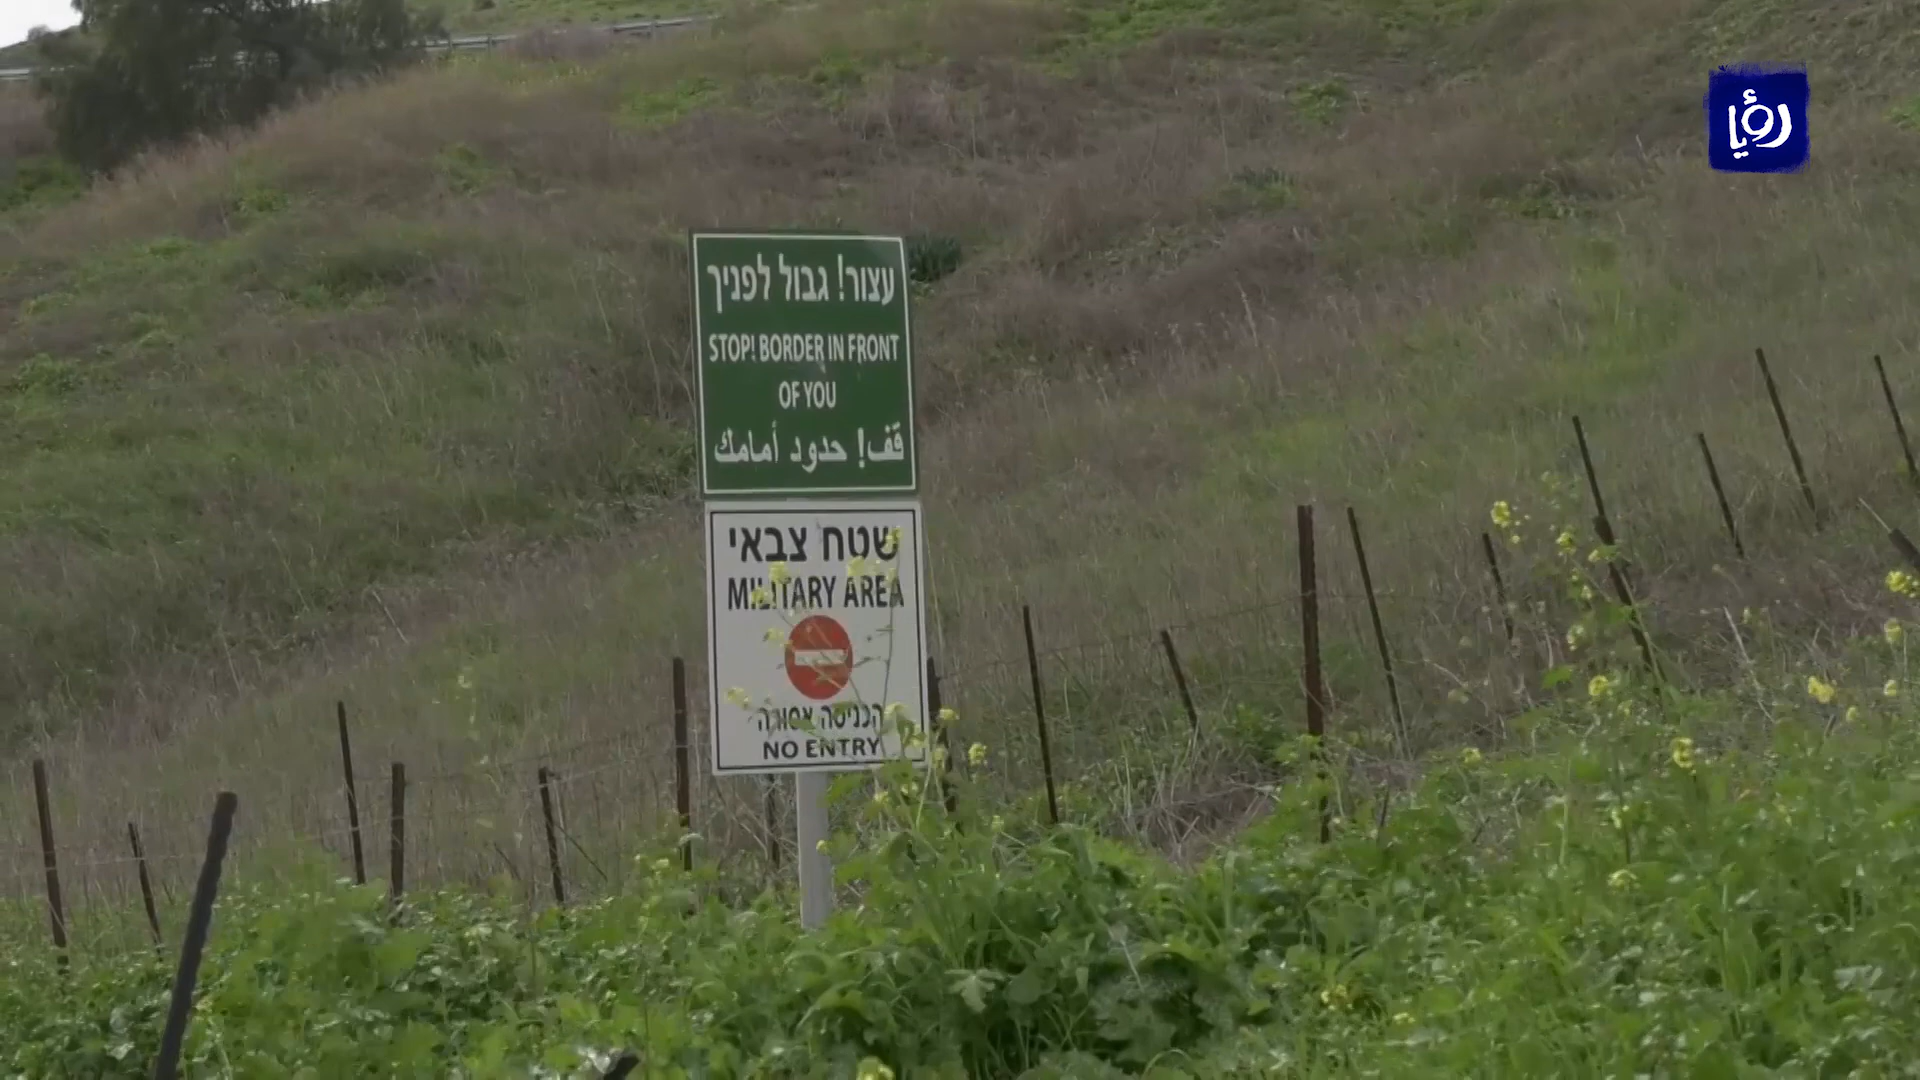 رؤيا
עצור! גבול לפניך
STOP! BORDER IN FRONT
OF YOU
قف! حدود أمامك
שטח צבאי
MILITARY AREA
הכניסה אסורה
NO ENTRY